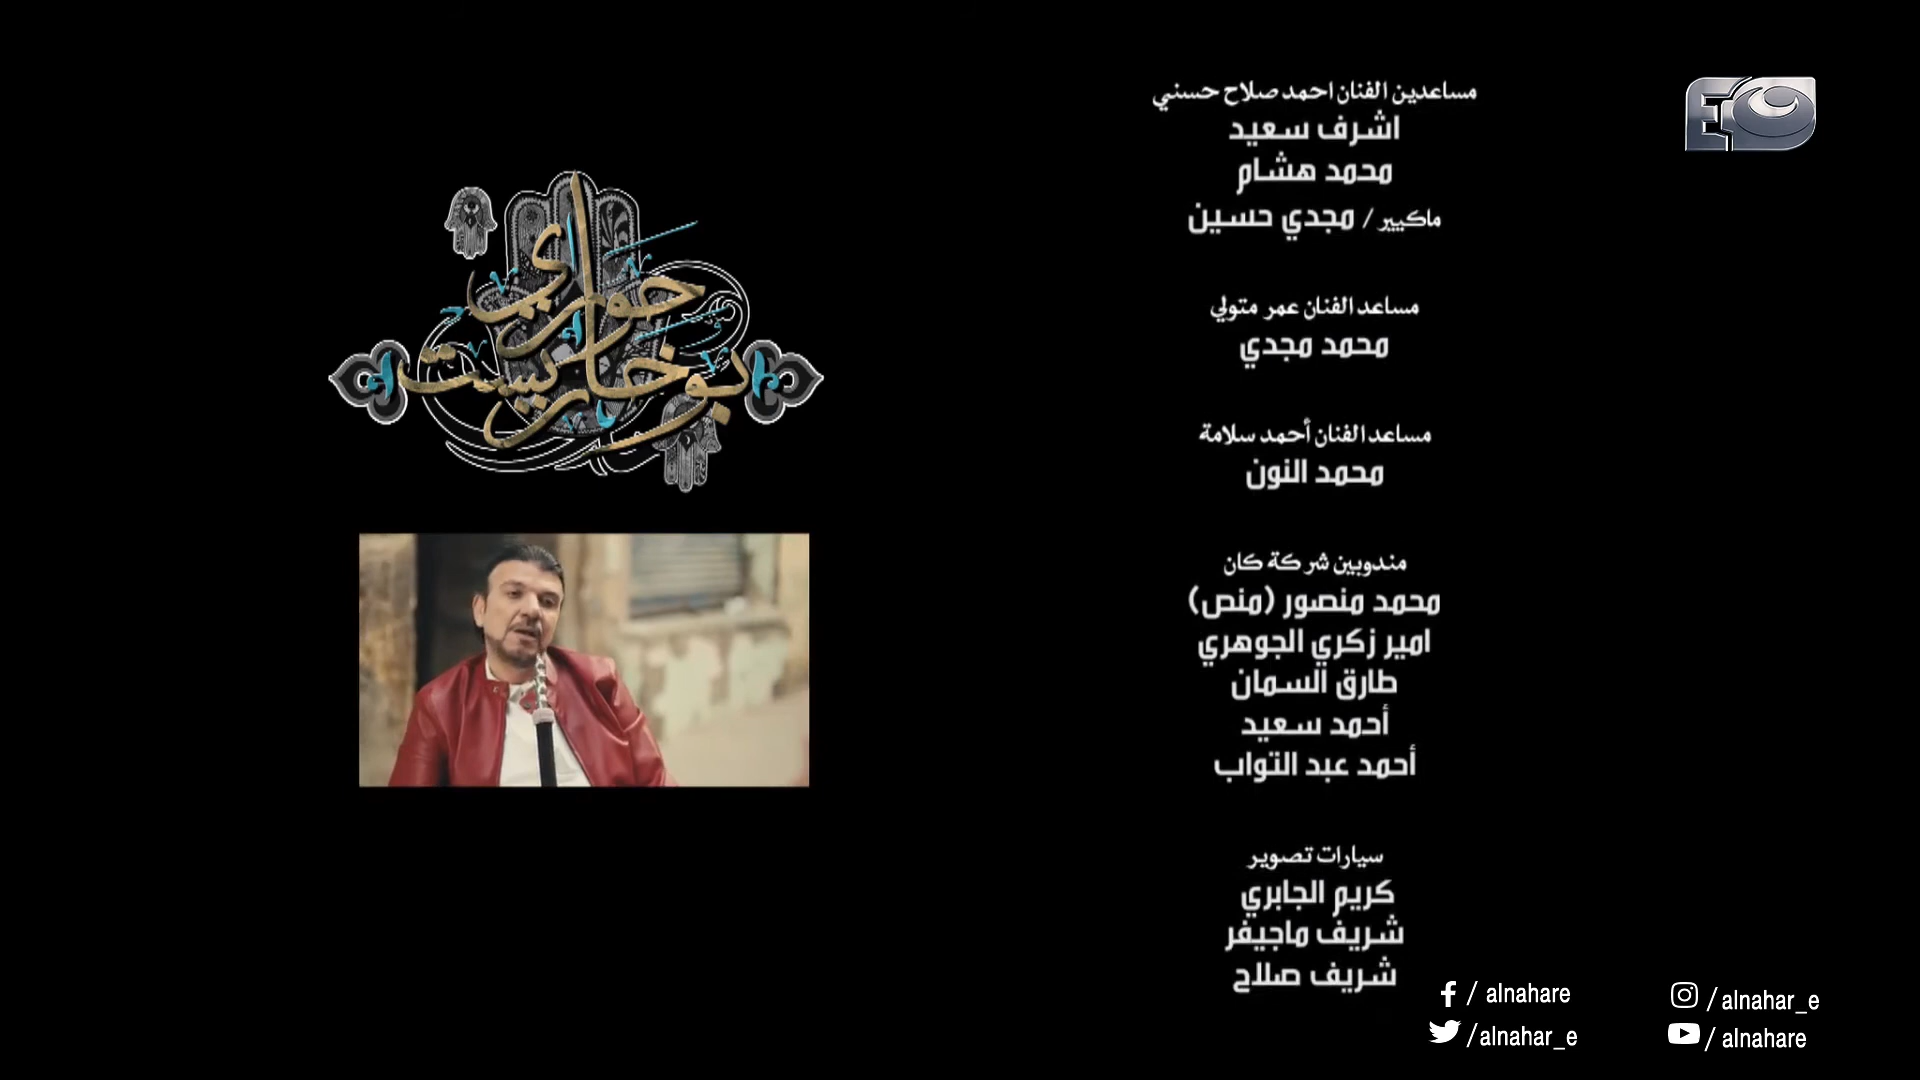 حواري
بوخارست
مساعدين الفنان احمد صلاح حسني
اشرف سعيد
محمد هشام
ماكيير / مجدي حسين
مساعد الفنان عمر متولي
محمد مجدي
مساعد الفنان أحمد سلامة
محمد النون
مندوبين شركة كان
محمد منصور (منص)
امير زكري الجوهري
طارق السمان
أحمد سعيد
أحمد عبد التواب
سيارات تصوير
كريم الجابري
شريف ماجيفر
شريف صلاح
/ alnahare
/alnahar_e
/alnahar_e
/ alnahare